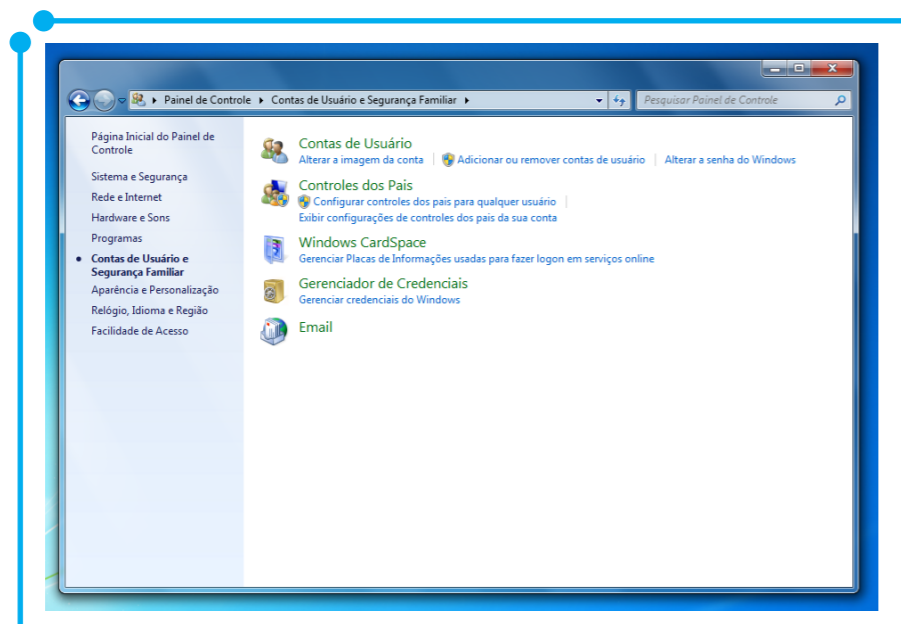 Painel de Controle Contas de Usuário e Segurança Familiar
Pesquisar Painel de Controle
Página Inicial do Painel de
Controle
Sistema e Segurança
Rede e Internet
Hardware e Sons
Programas
Contas de Usuário e
Segurança Familiar
Aparência e Personalização
Relógio, Idioma e Região
Facilidade de Acesso
Contas de Usuário
Alterar a imagem da conta Adicionar ou remover contas de usuário Alterar a senha do Windows
Controles dos Pais
Configurar controles dos pais para qualquer usuário
Exibir configurações de controles dos pais da sua conta
Windows CardSpace
Gerenciar Placas de Informações usadas para fazer logon em serviços online
Gerenciador de Credenciais
Gerenciar credenciais do Windows
Email